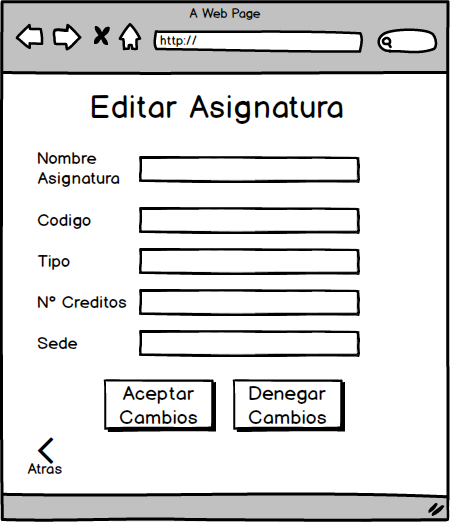 A Web Page
http://
Editar Asignatura
Nombre
Asignatura
Codigo
Tipo
Nº Creditos
Sede
Aceptar
Cambios
Denegar
Cambios
Atras